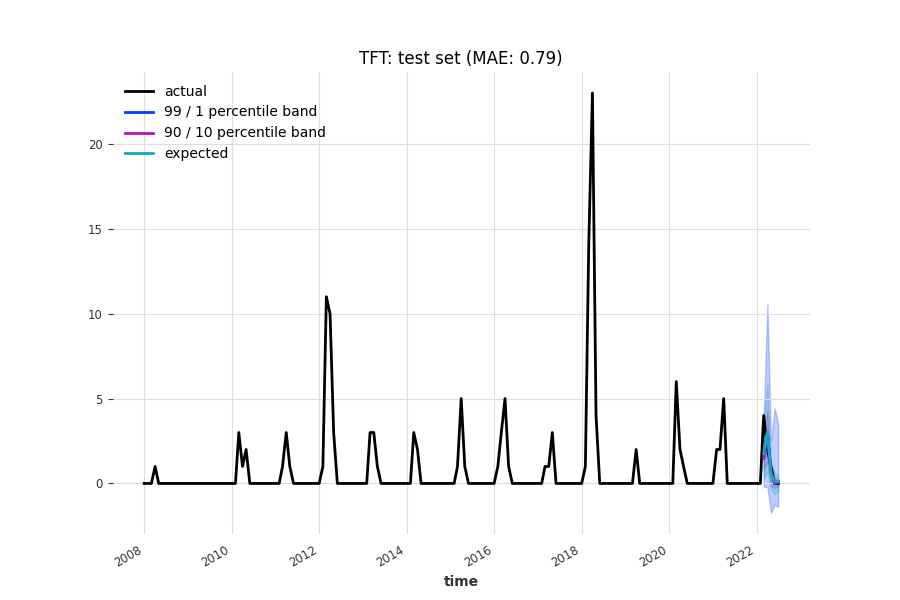 TFT: test set (MAE: 0.79)
actual
99 / 1 percentile band
90 / 10 percentile band
expected
20
15
10
5
0
2008 2010 2012 2014 2016 2018 2020 2022
time